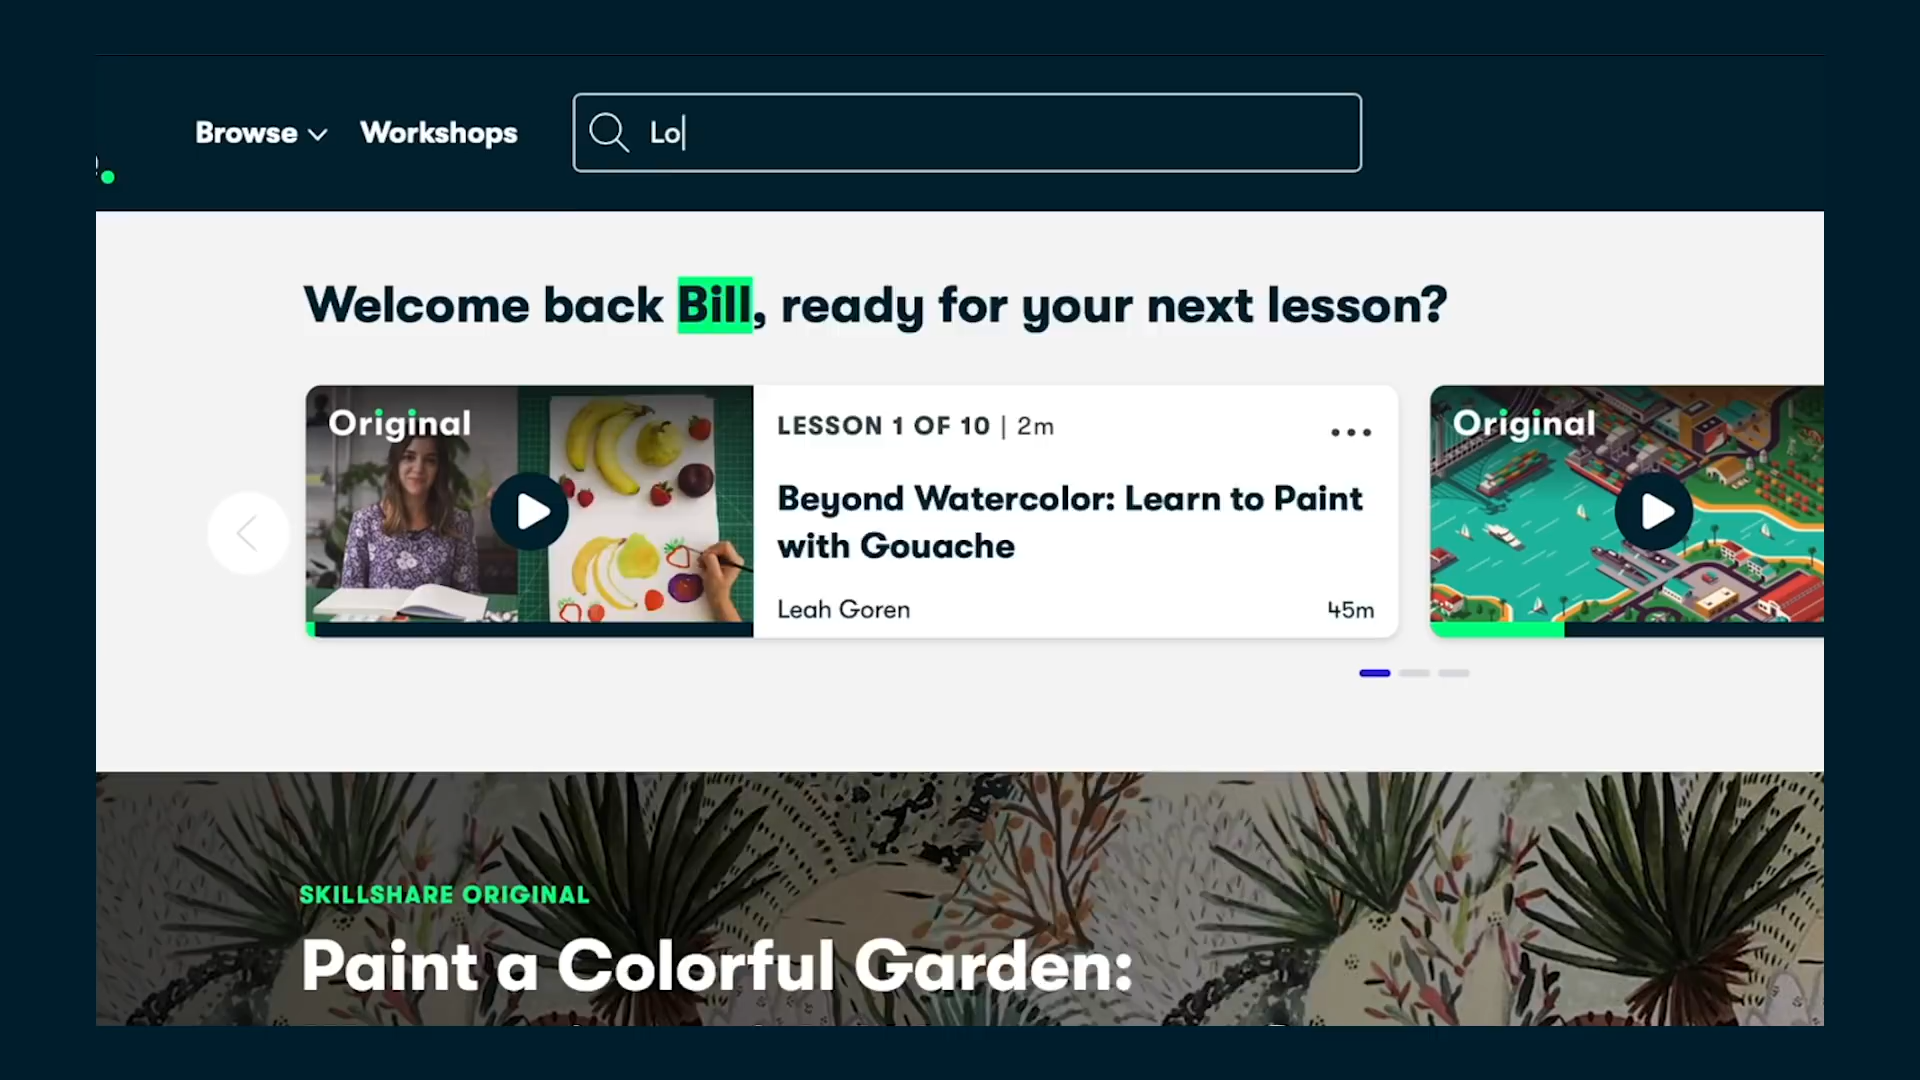 Browse Workshops Lo
Welcome back Bill, ready for your next lesson?
Original
LESSON 1 OF 10 | 2m
Beyond Watercolor: Learn to Paint
with Gouache
Leah Goren 45m
Original
SKILLSHARE ORIGINAL
Paint a Colorful Garden: